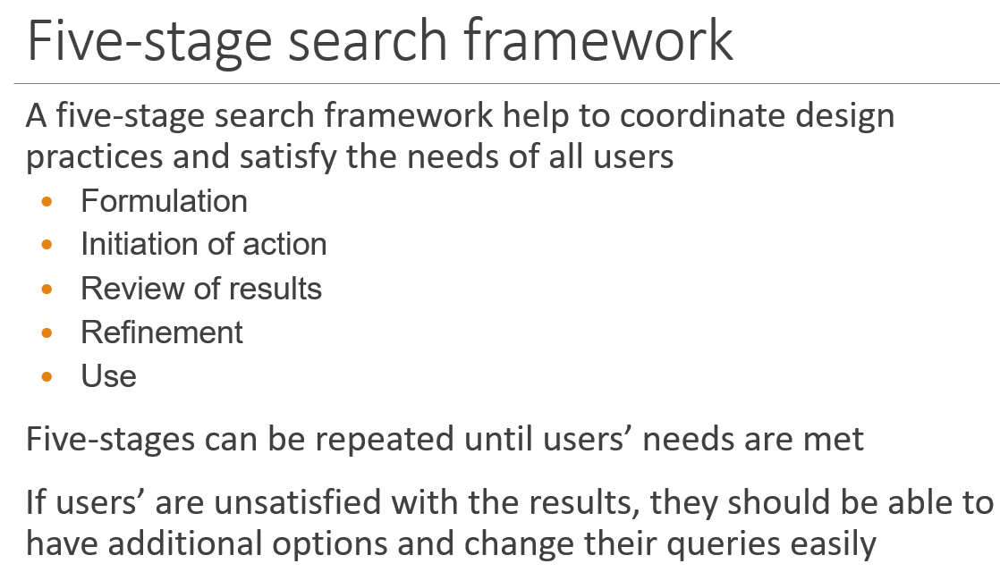 Five-stage search framework
A five-stage search framework help to coordinate design
practices and satisfy the needs of all users
• Formulation
• Initiation of action
• Review of results
• Refinement
• Use
Five-stages can be repeated until users’ needs are met
If users’ are unsatisfied with the results, they should be able to
have additional options and change their queries easily